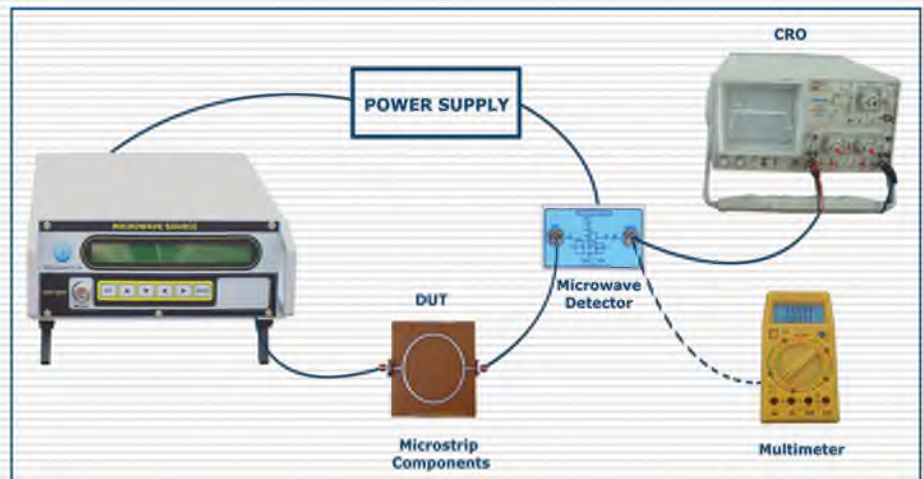 CRO
POWER SUPPLY
MICROWAVE SOURCE
Microwave
Detector
DUT
Microstrip
Components
Multimeter